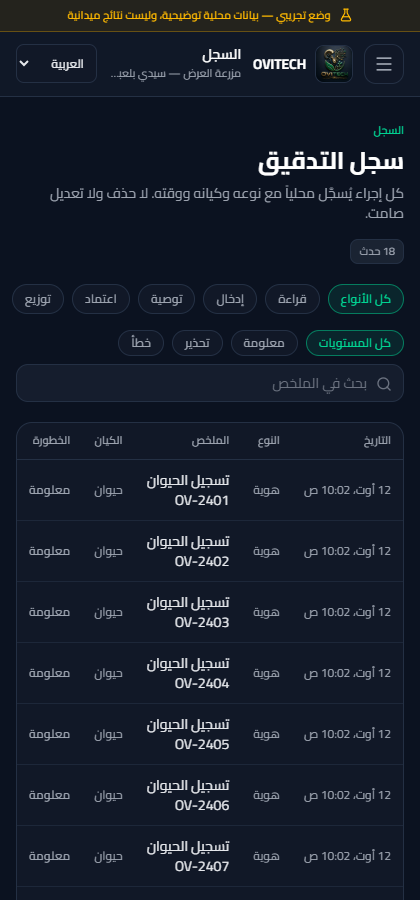 وضع تجريبي — بيانات محلية توضيحية، وليست نتائج ميدانية
OVITECH
السجل
مزرعة العرض — سيدي بلعبـ...
العربية
السجل
سجل التدقيق
كل إجراء يُسجَّل محلياً مع نوعه وكيانه ووقته. لا حذف ولا تعديل
صامت.
18 حدث
كل الأنواع قراءة إدخال توصية اعتماد توزيع
كل المستويات معلومة تحذير خطأ
بحث في الملخص
التاريخ النوع الملخص الكيان الخطورة
12 أوت، 10:02 ص هوية تسجيل الحيوان OV-2401 حيوان معلومة
12 أوت، 10:02 ص هوية تسجيل الحيوان OV-2402 حيوان معلومة
12 أوت، 10:02 ص هوية تسجيل الحيوان OV-2403 حيوان معلومة
12 أوت، 10:02 ص هوية تسجيل الحيوان OV-2404 حيوان معلومة
12 أوت، 10:02 ص هوية تسجيل الحيوان OV-2405 حيوان معلومة
12 أوت، 10:02 ص هوية تسجيل الحيوان OV-2406 حيوان معلومة
12 أوت، 10:02 ص هوية تسجيل الحيوان OV-2407 حيوان معلومة